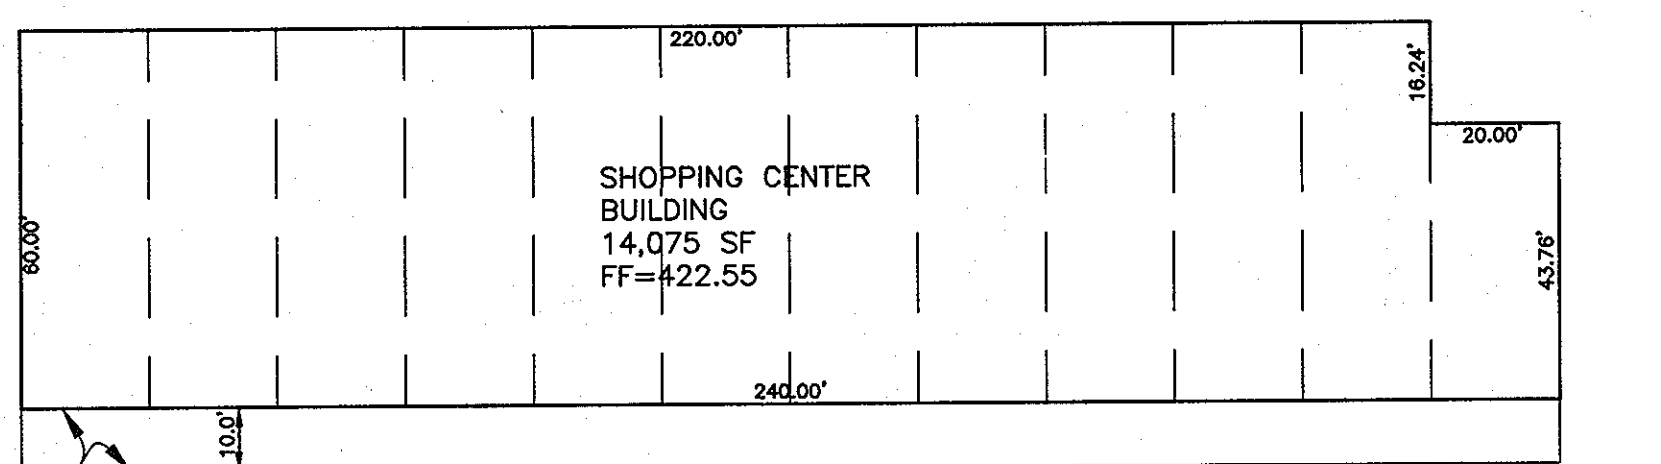 220.00'
16.24'
20.00'
SHOPPING CENTER
BUILDING
14,075 SF
FF=422.55
60.00'
43.76'
240.00'
10.0'